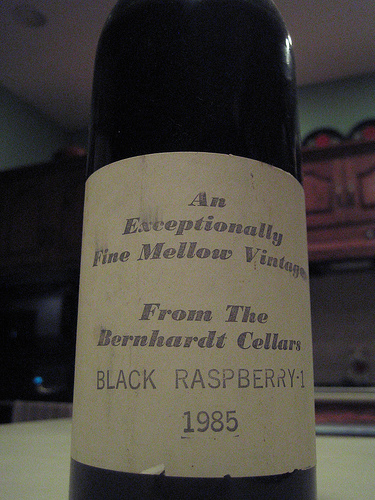 An
Exceptionally
Fine Mellow Vintage
From The
Bernhardt Cellars
BLACK RASPBERRY-1
1985